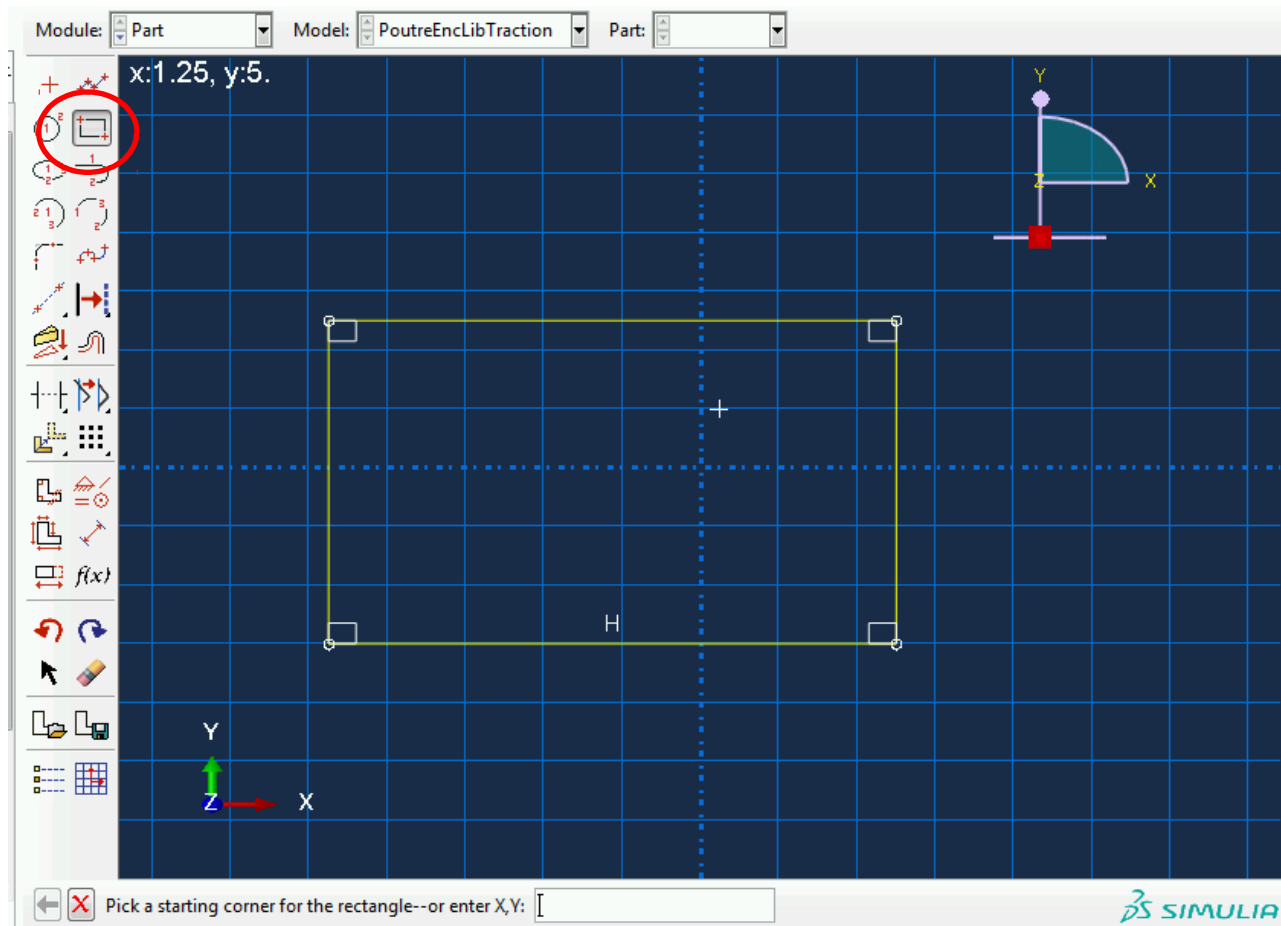 Module: Part Model: PoutreEncLibTraction Part:
x:1.25, y:5.
Y
Z X
H
f(x)
Y
Z X
Pick a starting corner for the rectangle--or enter X,Y:
SIMULIA